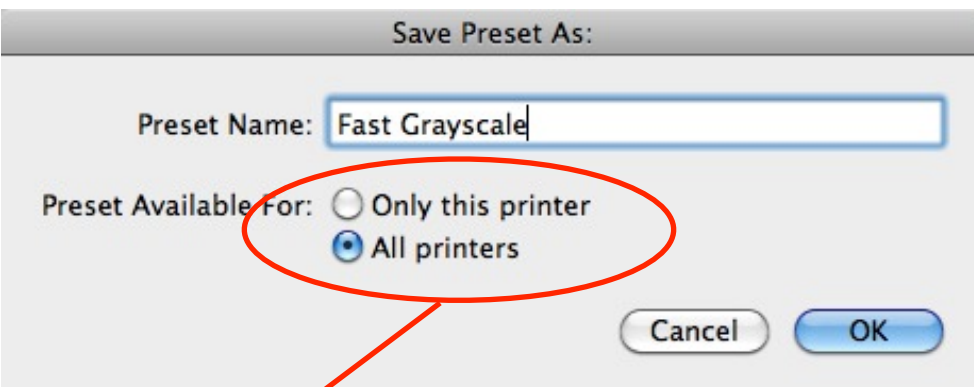 Save Preset As:
Preset Name: Fast Grayscale
Preset Available For: Only this printer
All printers
Cancel OK